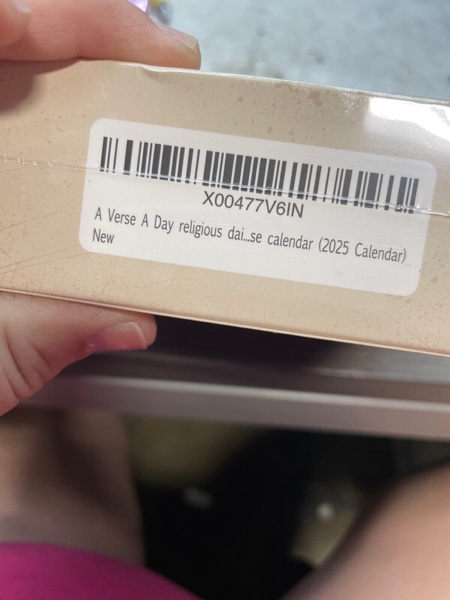 X00477V6IN
A Verse A Day religious dai...se calendar (2025 Calendar)
New